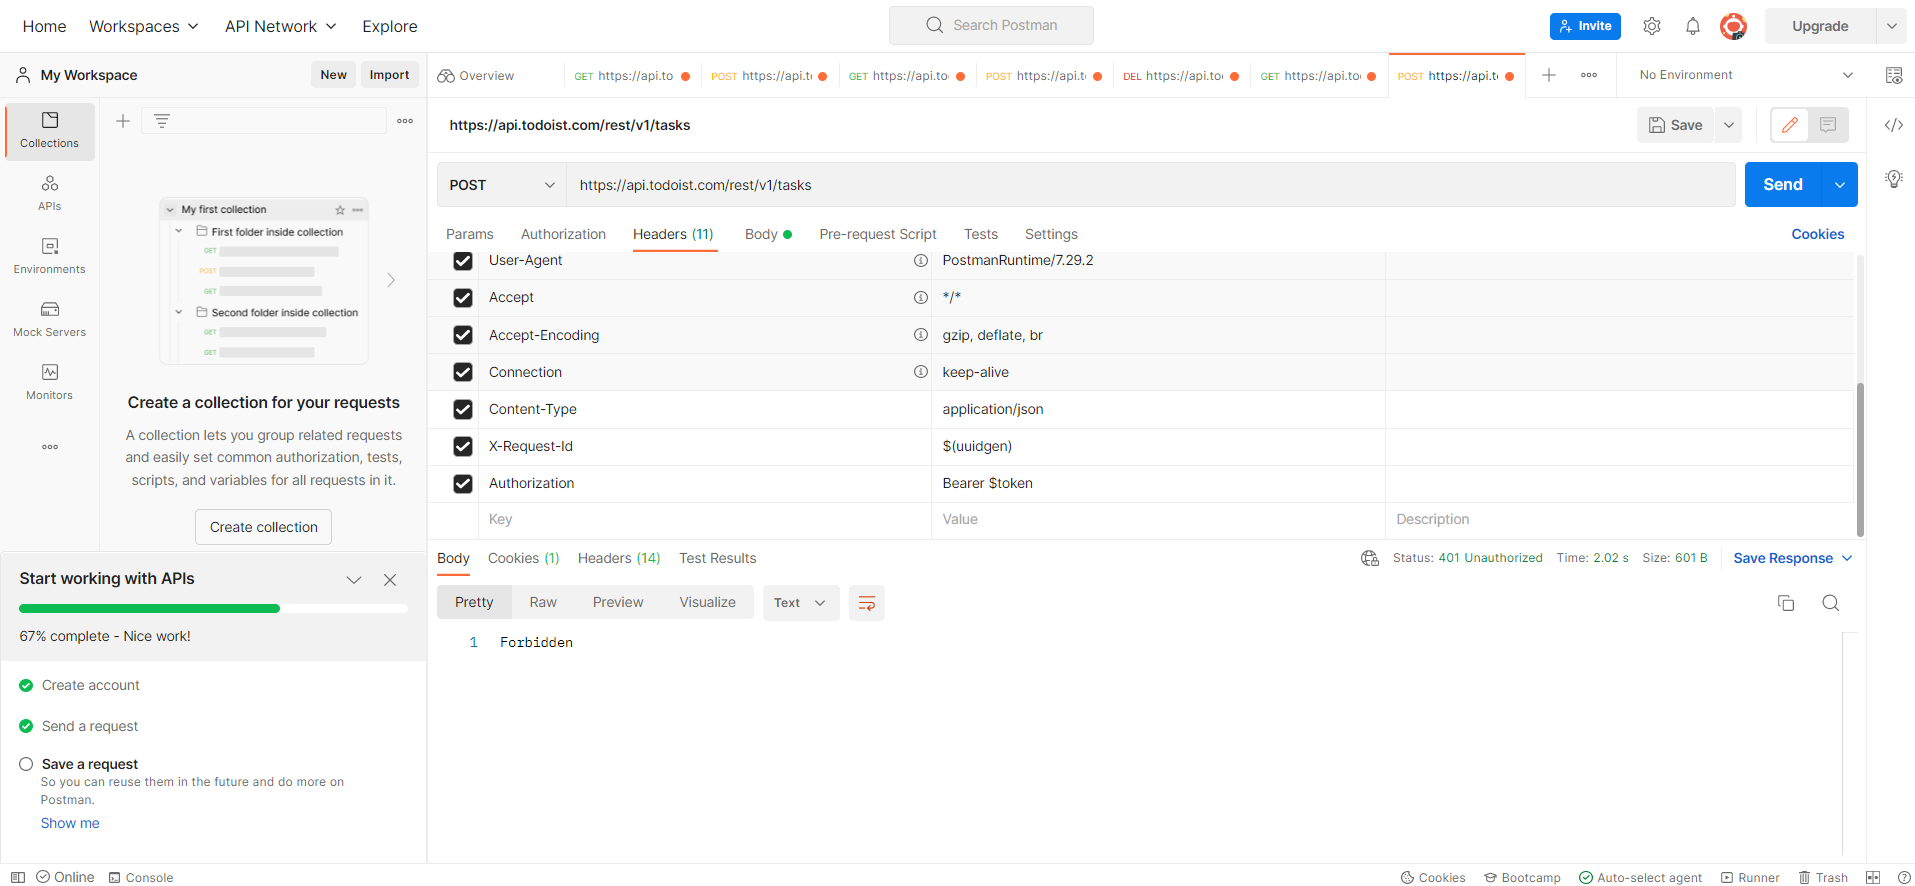 Home Workspaces API Network Explore Search Postman Invite Upgrade
My Workspace New Import Overview GET https://api.to POST https://api.t GET https://api.to POST https://api.t DEL https://api.to GET https://api.to POST https://api.t No Environment
Collections
APIs
Environments
Mock Servers
Monitors
My first collection
First folder inside collection
GET
POST
GET
Second folder inside collection
GET
GET
Create a collection for your requests
A collection lets you group related requests
and easily set common authorization, tests,
scripts, and variables for all requests in it.
Create collection
Start working with APIs
67% complete - Nice work!
Create account
Send a request
Save a request
So you can reuse them in the future and do more on
Postman.
Show me
https://api.todoist.com/rest/v1/tasks Save
POST https://api.todoist.com/rest/v1/tasks Send
Params Authorization Headers (11) Body Pre-request Script Tests Settings Cookies
User-Agent PostmanRuntime/7.29.2
Accept */*
Accept-Encoding gzip, deflate, br
Connection keep-alive
Content-Type application/json
X-Request-Id $(uuidgen)
Authorization Bearer $token
Key Value Description
Body Cookies (1) Headers (14) Test Results Status: 401 Unauthorized Time: 2.02 s Size: 601 B Save Response
Pretty Raw Preview Visualize Text
1 Forbidden
Online Console Cookies Bootcamp Auto-select agent Runner Trash